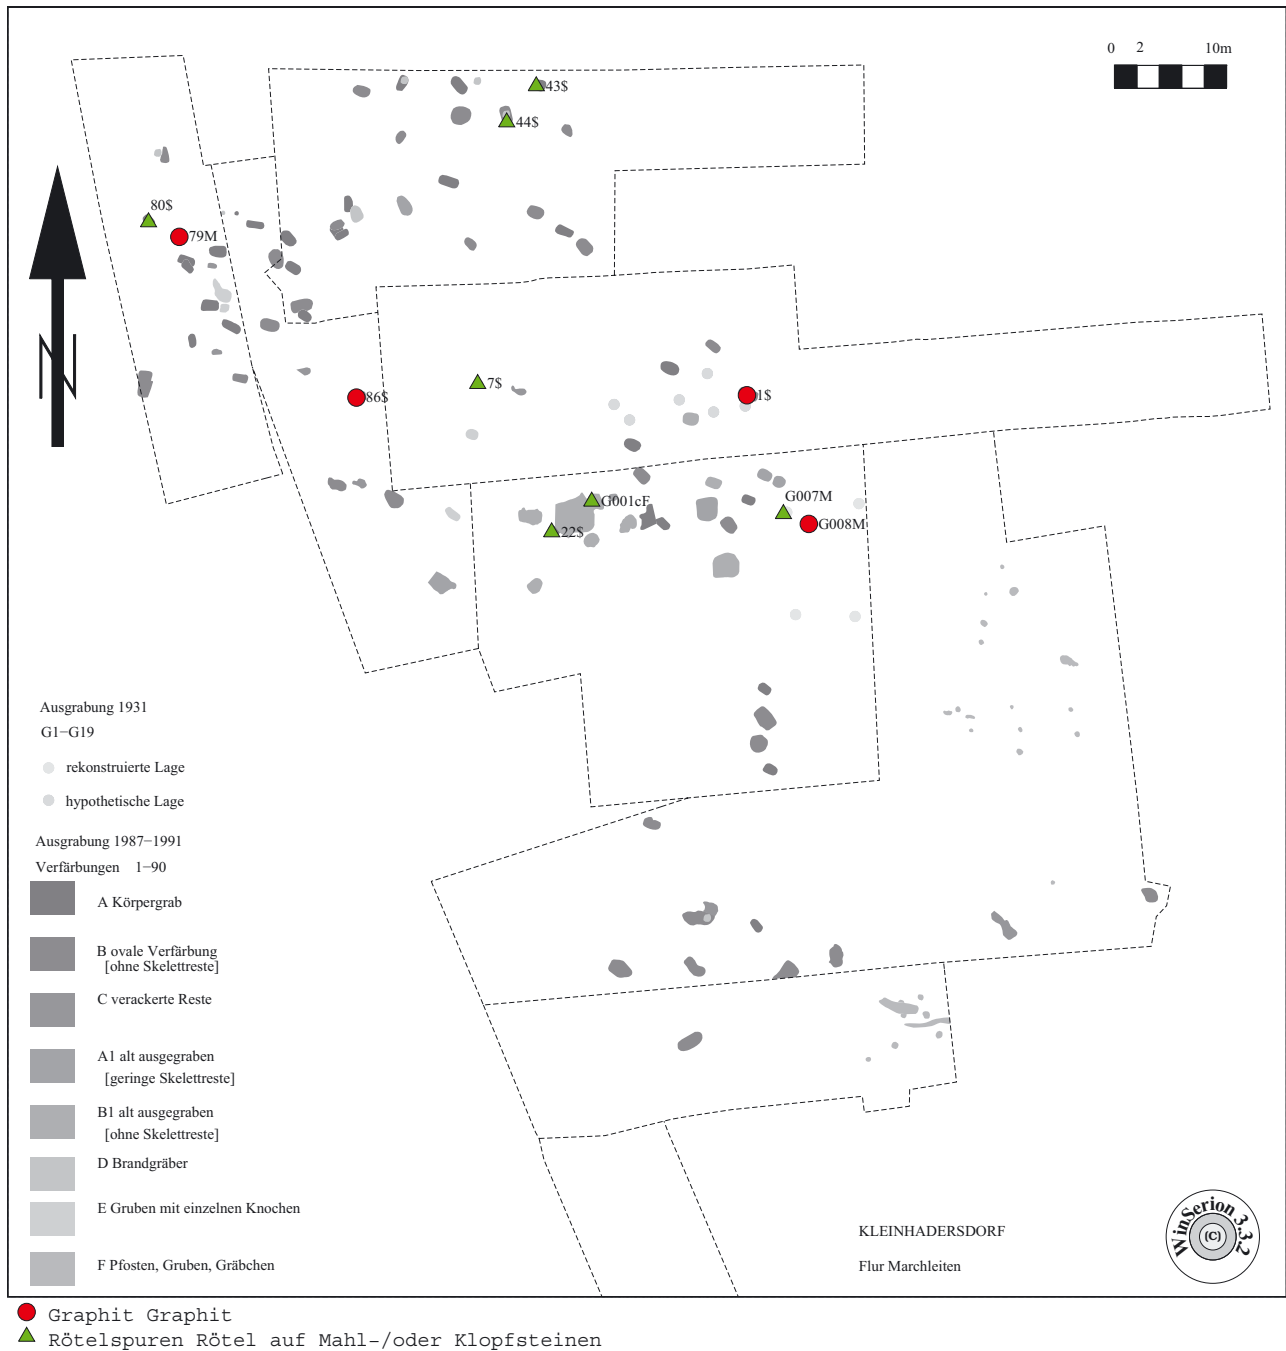 0 2 10m
43$
44$
80$
79M
86$
7$
1$
G001cF
22$
G007M
G008M
N
Ausgrabung 1931
G1−G19
rekonstruierte Lage
hypothetische Lage
Ausgrabung 1987−1991
Verfärbungen 1−90
A Körpergrab
B ovale Verfärbung
[ohne Skelettreste]
C verackerte Reste
A1 alt ausgegraben
[geringe Skelettreste]
B1 alt ausgegraben
[ohne Skelettreste]
D Brandgräber
E Gruben mit einzelnen Knochen
F Pfosten, Gruben, Gräbchen
KLEINHADERSDORF
Flur Marchleiten
WinSerion 3.3.2
(C)
Graphit Graphit
Rötelspuren Rötel auf Mahl−/oder Klopfsteinen